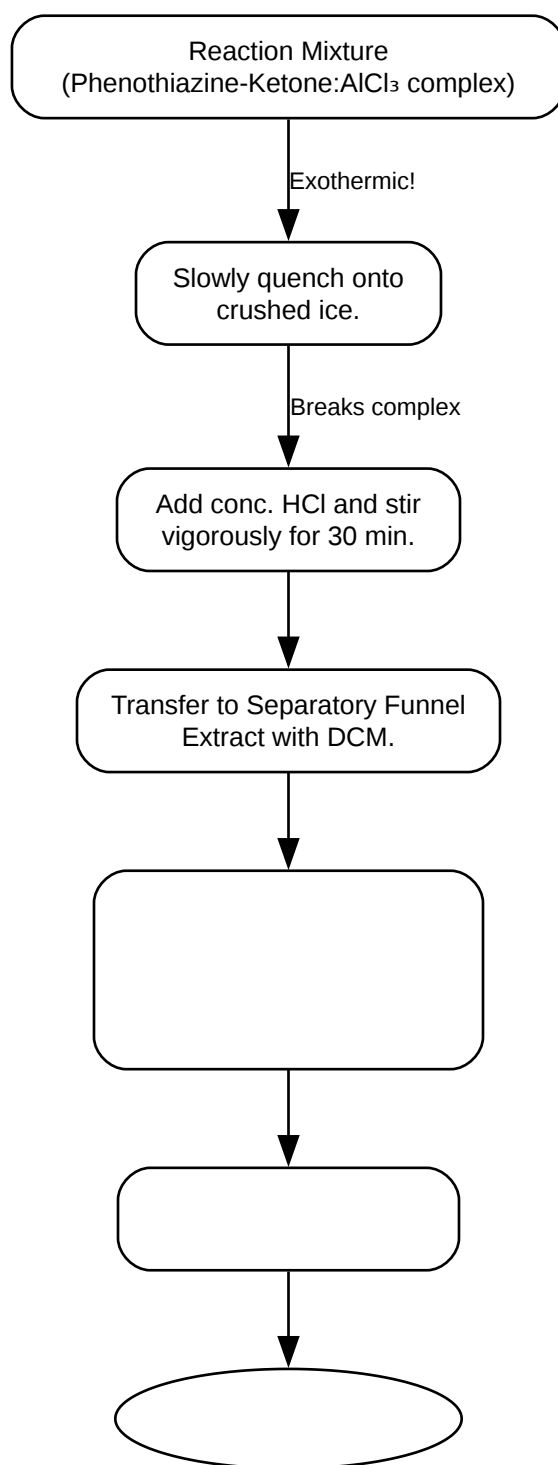 Reaction Mixture
(Phenothiazine-Ketone:AlCl₃ complex)
Exothermic!
Slowly quench onto
crushed ice.
Breaks complex
Add conc. HCl and stir
vigorously for 30 min.
Transfer to Separatory Funnel
Extract with DCM.